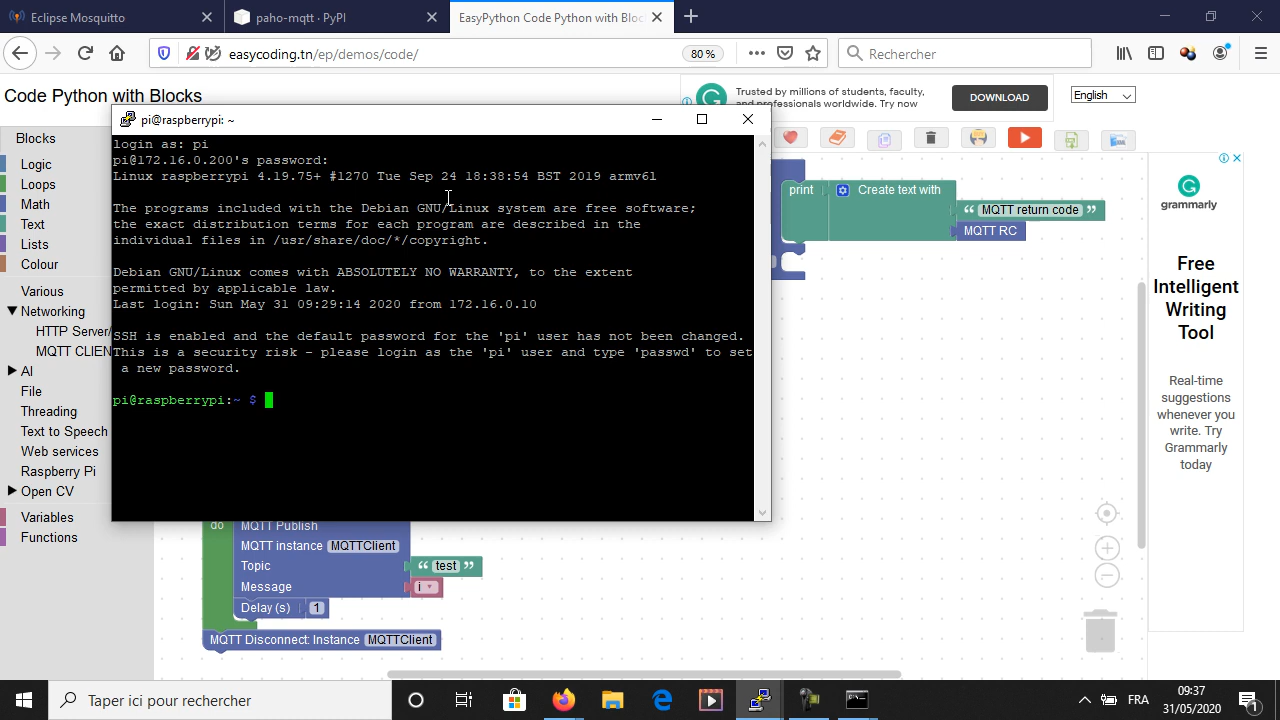 Eclipse Mosquitto
paho-mqtt · PyPI
EasyPython Code Python with Bloc
easycoding.tn/ep/demos/code/
80 %
Rechercher
Code Python with Blocks
Trusted by millions of students, faculty,
and professionals worldwide. Try now
DOWNLOAD
English
pi@raspberrypi: ~
Blocks
Logic
Loops
Math
Text
Lists
Colour
Various
Networking
HTTP Server/
MQTT CLIEN
AI
File
Threading
Text to Speech
Web services
Raspberry Pi
Open CV
Variables
Functions
login as: pi
pi@172.16.0.200's password:
Linux raspberrypi 4.19.75+ #1270 Tue Sep 24 18:38:54 BST 2019 armv6l
The programs included with the Debian GNU/Linux system are free software;
the exact distribution terms for each program are described in the
individual files in /usr/share/doc/*/copyright.
Debian GNU/Linux comes with ABSOLUTELY NO WARRANTY, to the extent
permitted by applicable law.
Last login: Sun May 31 09:29:14 2020 from 172.16.0.10
SSH is enabled and the default password for the 'pi' user has not been changed.
This is a security risk - please login as the 'pi' user and type 'passwd' to set
a new password.
pi@raspberrypi:~ $
print
Create text with
“ MQTT return code ”
MQTT RC
do
MQTT Publish
MQTT instance MQTTClient
Topic “ test ”
Message i
Delay (s) 1
MQTT Disconnect: Instance MQTTClient
grammarly
Free
Intelligent
Writing
Tool
Real-time
suggestions
whenever you
write. Try
Grammarly
today
Taper ici pour rechercher
FRA
09:37
31/05/2020
1